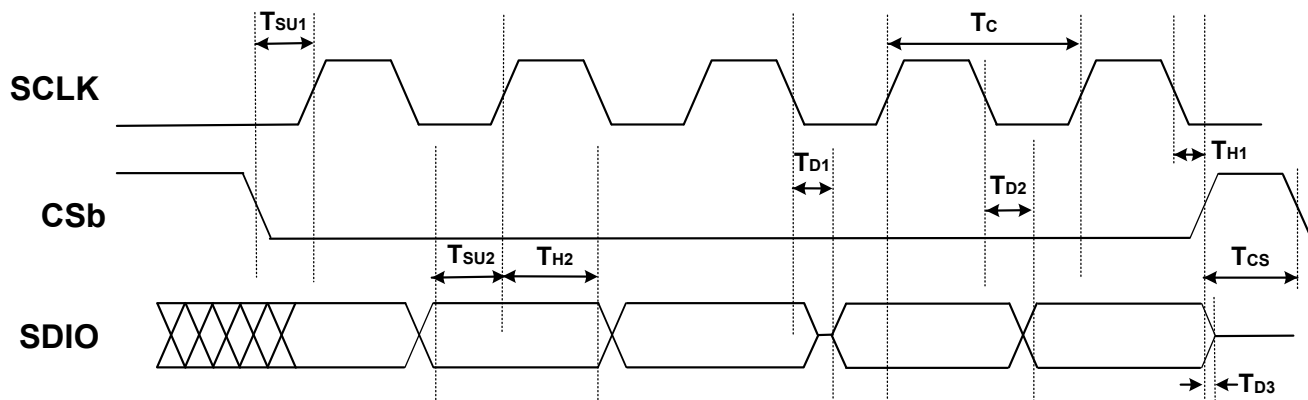 TSU1
TC
SCLK
TD1
TH1
TD2
CSb
TSU2
TH2
TCS
SDIO
TD3